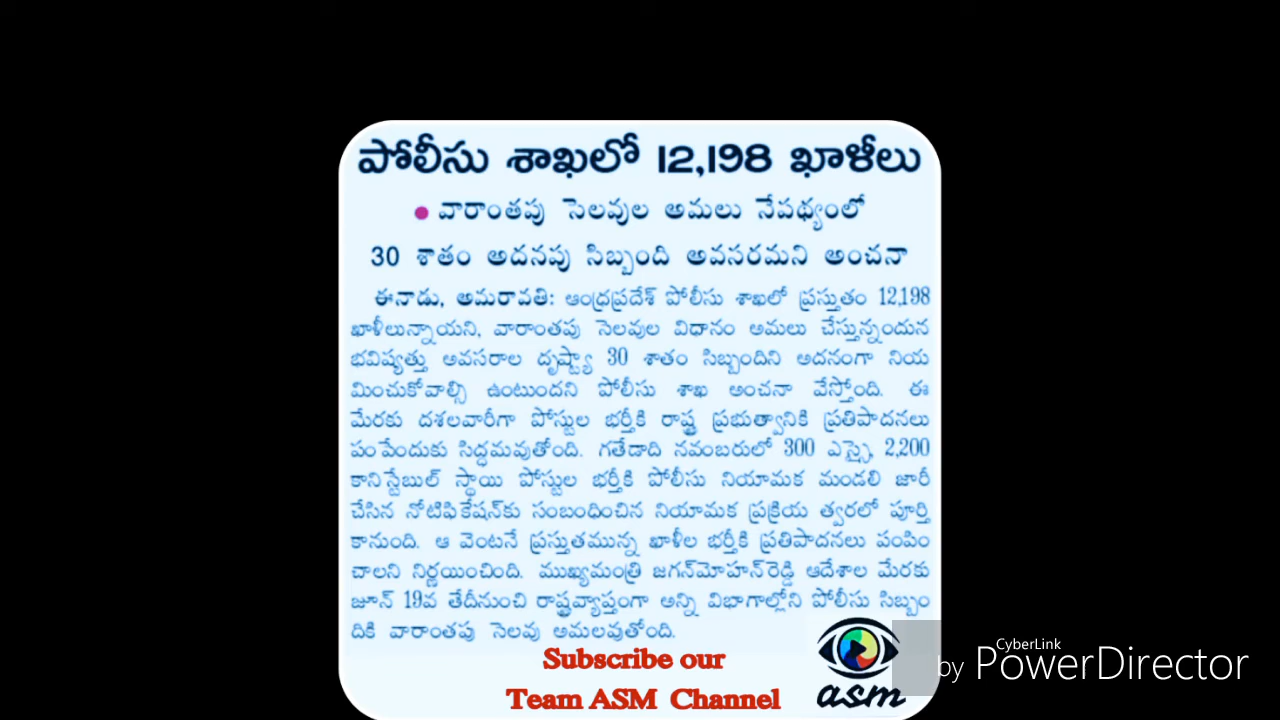 పోలీసు శాఖలో 12,198 ఖాళీలు
● వారాంతపు సెలవుల అమలు నేపథ్యంలో
30 శాతం అదనపు సిబ్బంది అవసరమని అంచనా
ఈనాడు, అమరావతి: ఆంధ్రప్రదేశ్ పోలీసు శాఖలో ప్రస్తుతం 12,198
ఖాళీలున్నాయని, వారాంతపు సెలవుల విధానం అమలు చేస్తున్నందున
భవిష్యత్తు అవసరాల దృష్ట్యా 30 శాతం సిబ్బందిని అదనంగా నియ
మించుకోవాల్సి ఉంటుందని పోలీసు శాఖ అంచనా వేస్తోంది. ఈ
మేరకు దశలవారీగా పోస్టుల భర్తీకి రాష్ట్ర ప్రభుత్వానికి ప్రతిపాదనలు
పంపేందుకు సిద్ధమవుతోంది. గతేడాది నవంబరులో 300 ఎస్సై, 2,200
కానిస్టేబుల్ స్థాయి పోస్టుల భర్తీకి పోలీసు నియామక మండలి జారీ
చేసిన నోటిఫికేషన్‌కు సంబంధించిన నియామక ప్రక్రియ త్వరలో పూర్తి
కానుంది. ఆ వెంటనే ప్రస్తుతమున్న ఖాళీల భర్తీకి ప్రతిపాదనలు పంపిం
చాలని నిర్ణయించింది. ముఖ్యమంత్రి జగన్‌మోహన్‌రెడ్డి ఆదేశాల మేరకు
జూన్ 19వ తేదీనుంచి రాష్ట్రవ్యాప్తంగా అన్ని విభాగాల్లోని పోలీసు సిబ్బం
దికి వారాంతపు సెలవు అమలవుతోంది.
Subscribe our
Team ASM Channel
asm
CyberLink
by PowerDirector